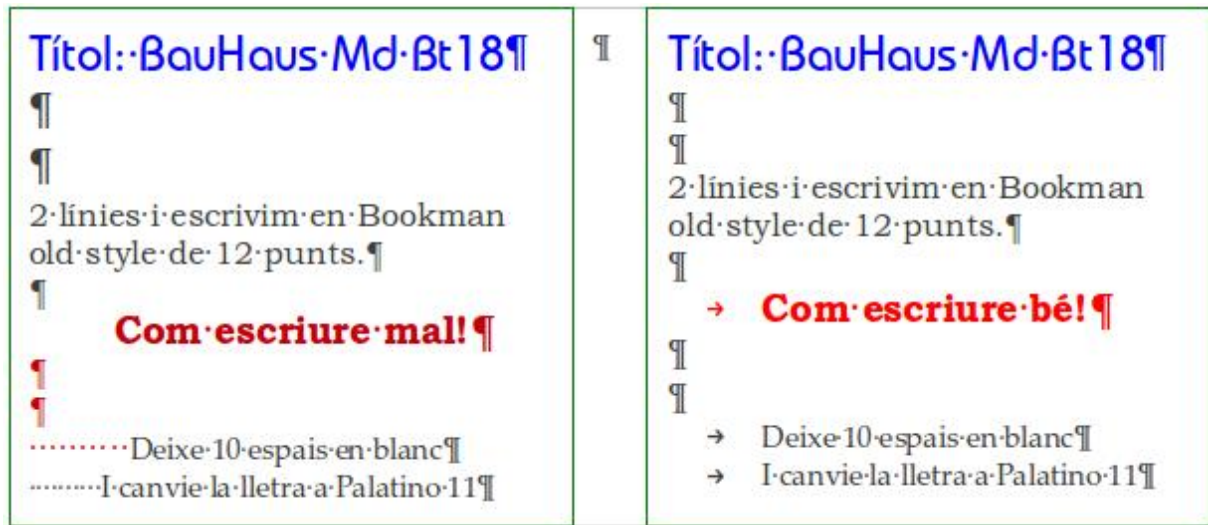 Títol:·BauHaus·Md·Bt18¶
¶
¶
2·línies·i·escrivim·en·Bookman
old·style·de·12·punts.¶
¶
Com·escriure·mal!¶
¶
¶
··········Deixe·10·espais·en·blanc¶
··········I·canvie·la·lletra·a·Palatino·11¶
¶
Títol:·BauHaus·Md·Bt18¶
¶
¶
2·línies·i·escrivim·en·Bookman
old·style·de·12·punts.¶
¶
→ Com·escriure·bé!¶
¶
¶
→ Deixe·10·espais·en·blanc¶
→ I·canvie·la·lletra·a·Palatino·11¶